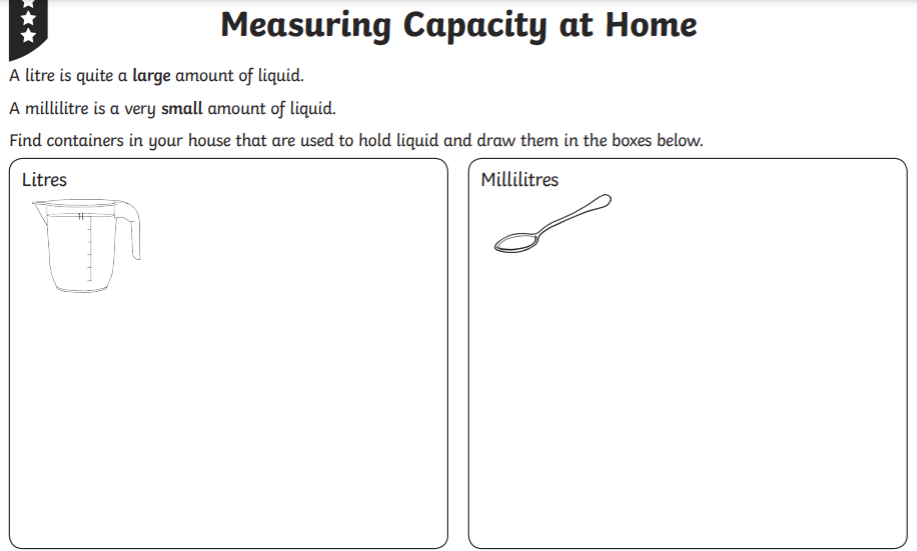 Measuring Capacity at Home
A litre is quite a large amount of liquid.
A millilitre is a very small amount of liquid.
Find containers in your house that are used to hold liquid and draw them in the boxes below.
Litres
Millilitres